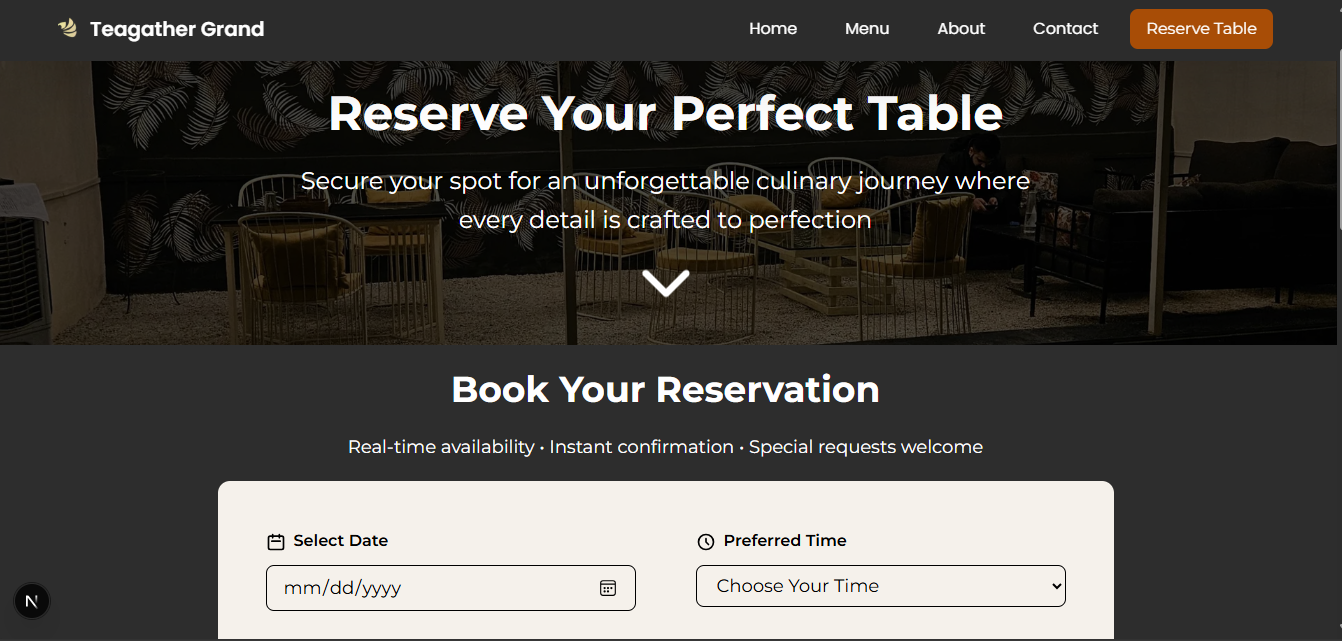 Teagather Grand
Home
Menu
About
Contact
Reserve Table
Reserve Your Perfect Table
Secure your spot for an unforgettable culinary journey where
every detail is crafted to perfection
Book Your Reservation
Real-time availability • Instant confirmation • Special requests welcome
Select Date
Preferred Time
mm/dd/yyyy
Choose Your Time
N